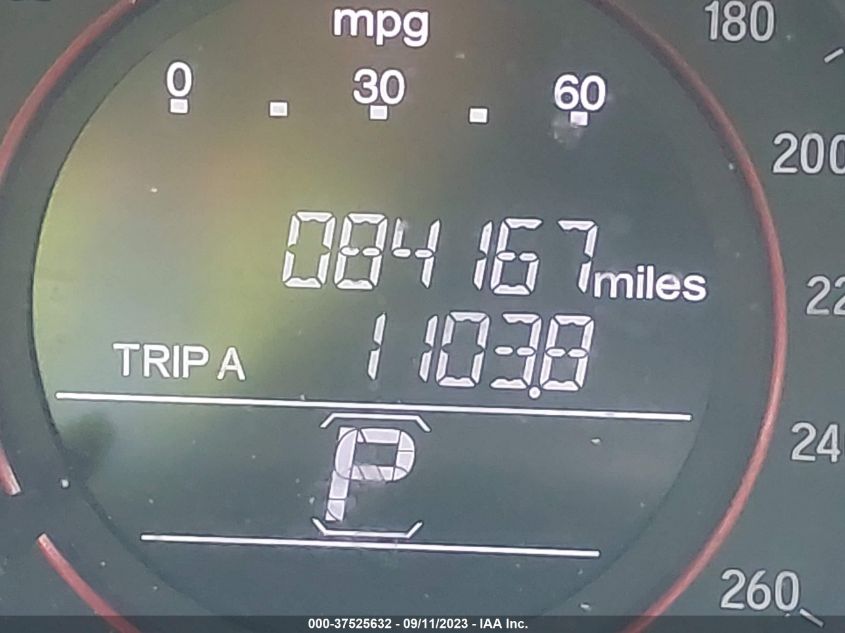 mpg
0 30 60
084167 miles
TRIP A 1103.8
P
180
200
22
24
260
000-37525632 - 09/11/2023 - IAA Inc.